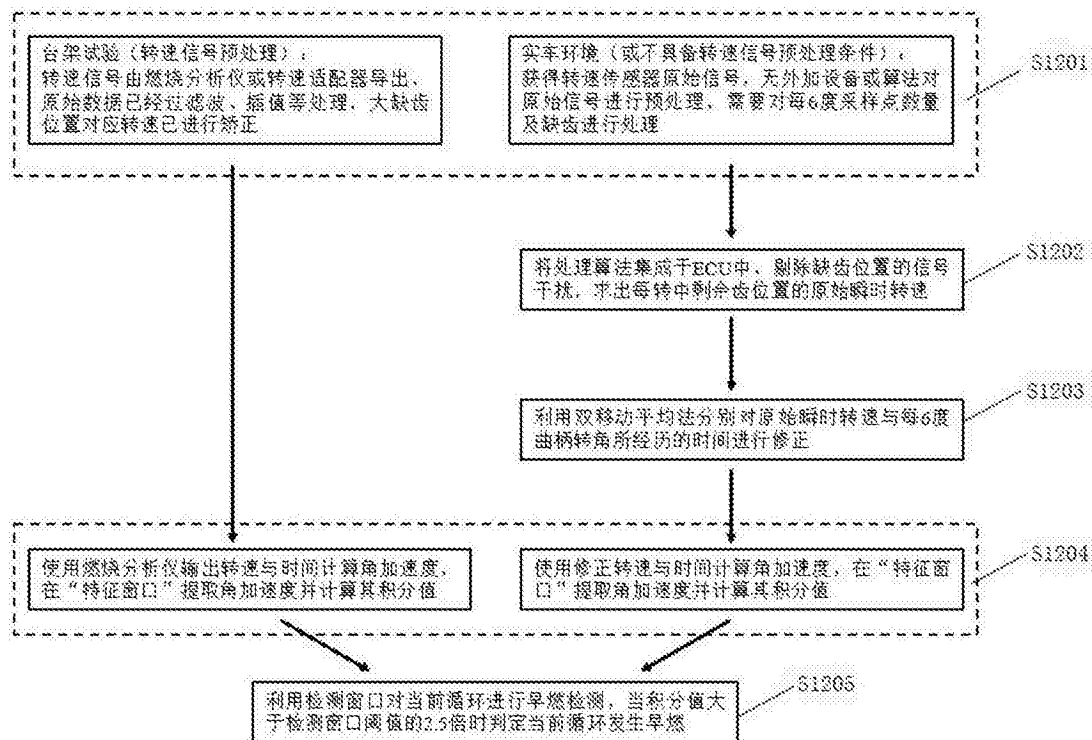 台架试验（转速信号预处理）：
转速信号由燃烧分析仪或转速适配器导出，
原始数据已经过滤波、插值等处理，大缺齿
位置对应转速已进行矫正
实车环境（或不具备转速信号预处理条件）：
获得转速传感器原始信号，无外加设备或算法对
原始信号进行预处理，需要对每6度采样点数量
及缺齿进行处理
S1201
将处理算法集成于ECU中，剔除缺齿位置的信号
干扰，求出每转中剩余齿位置的原始瞬时转速
S1202
利用双移动平均法分别对原始瞬时转速与每6度
曲柄转角所经历的时间进行修正
S1203
使用燃烧分析仪输出转速与时间计算角加速度，
在“特征窗口”提取角加速度并计算其积分值
使用修正转速与时间计算角加速度，在“特征窗
口”提取角加速度并计算其积分值
S1204
利用检测窗口对当前循环进行早燃检测，当积分值大
于检测窗口阈值的2.5倍时判定当前循环发生早燃
S1205